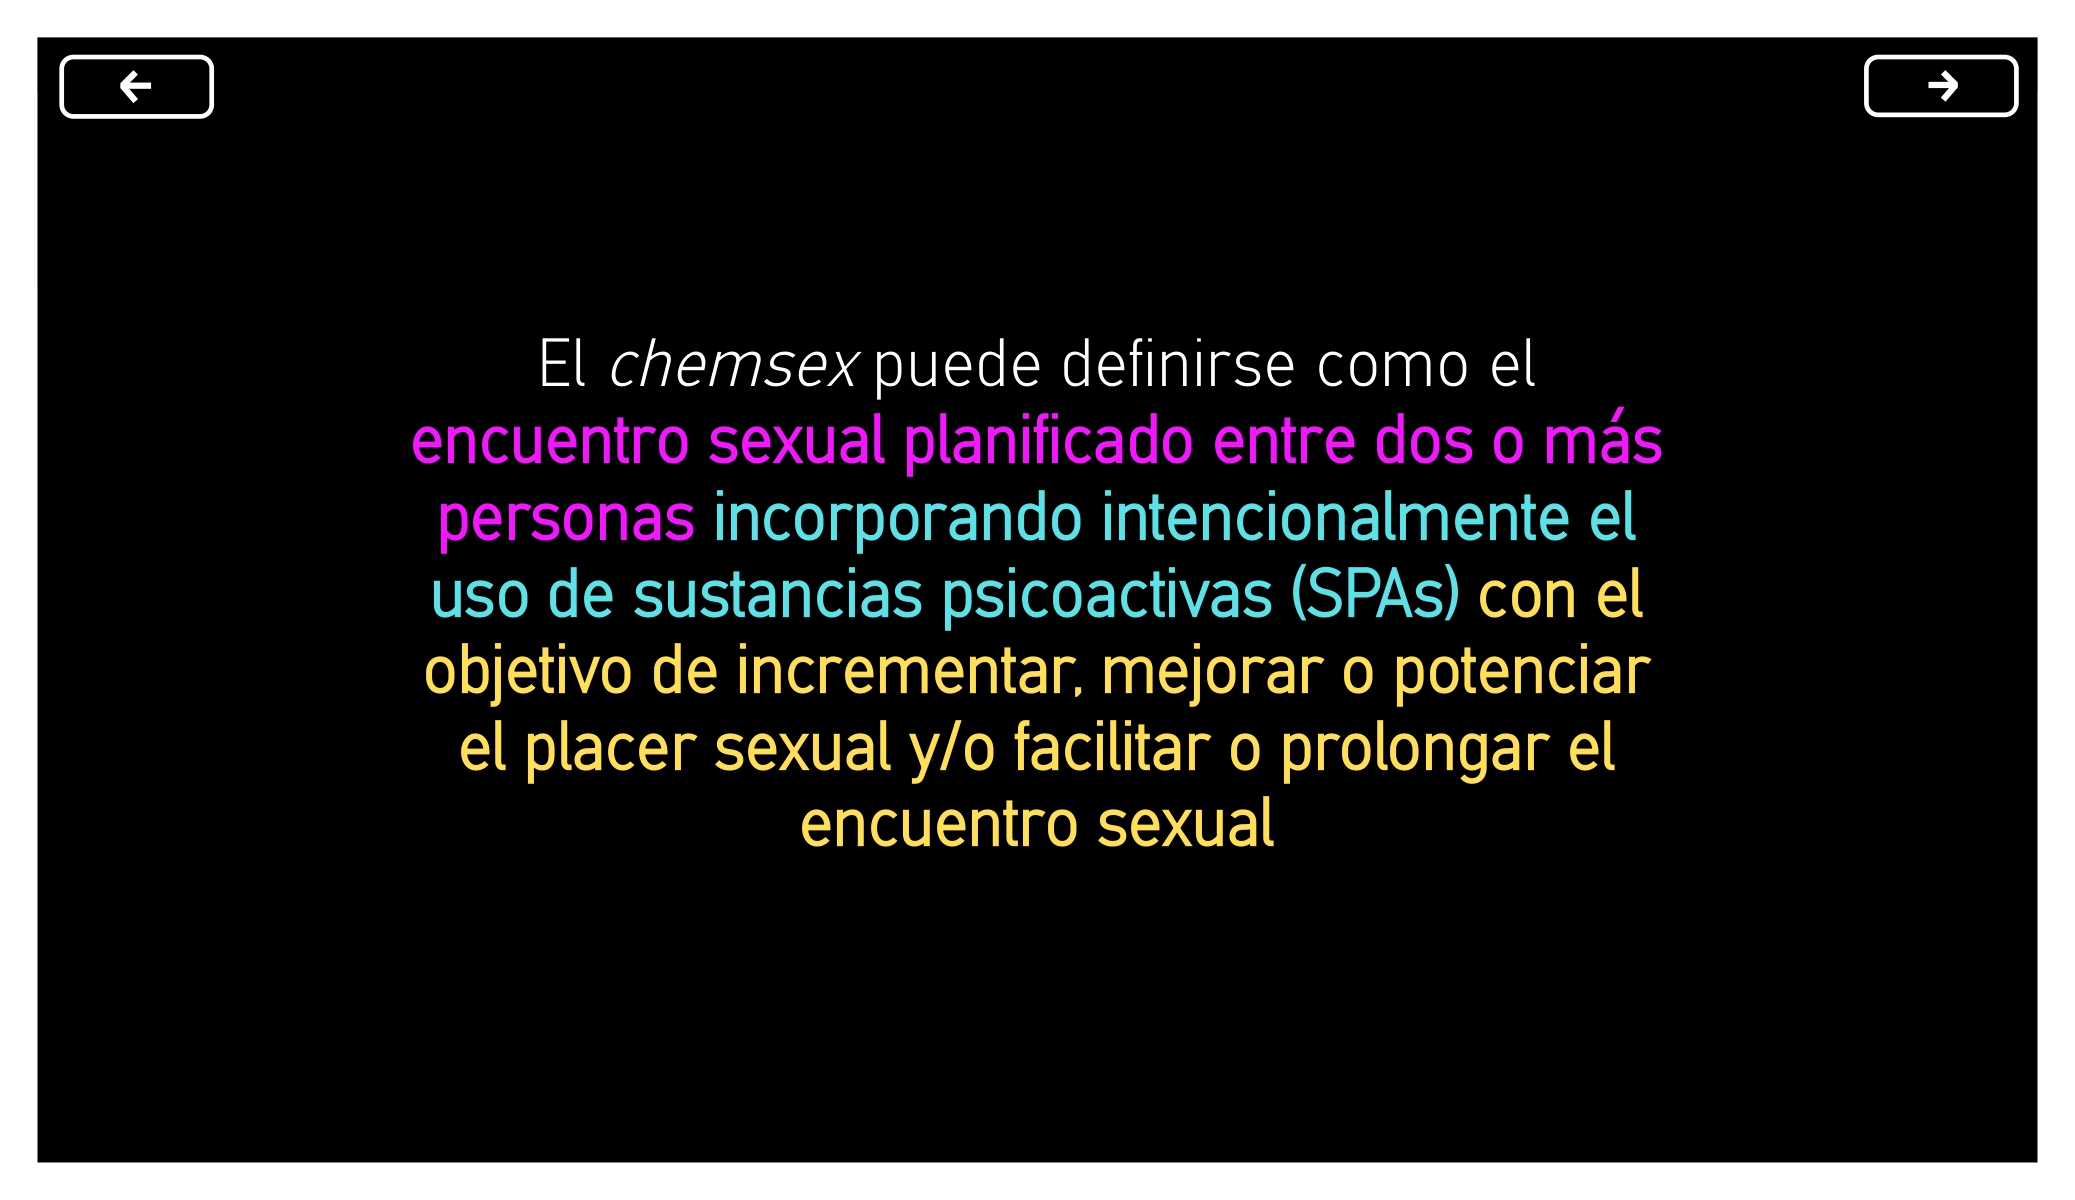 ←
→
El chemsex puede definirse como el
encuentro sexual planificado entre dos o más
personas incorporando intencionalmente el
uso de sustancias psicoactivas (SPAs) con el
objetivo de incrementar, mejorar o potenciar
el placer sexual y/o facilitar o prolongar el
encuentro sexual